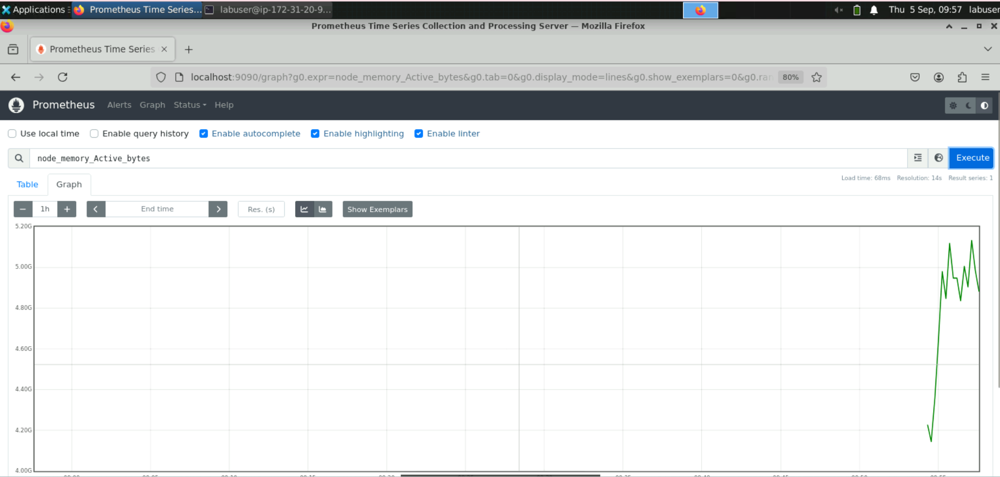 Applications Prometheus Time Series... labuser@ip-172-31-20-9... Thu 5 Sep, 09:57 labuser
Prometheus Time Series Collection and Processing Server — Mozilla Firefox
Prometheus Time Series
localhost:9090/graph?g0.expr=node_memory_Active_bytes&g0.tab=0&g0.display_mode=lines&g0.show_exemplars=0&g0.ran 80%
Prometheus Alerts Graph Status Help
Use local time Enable query history Enable autocomplete Enable highlighting Enable linter
node_memory_Active_bytes Execute
Table Graph Load time: 68ms Resolution: 14s Result series: 1
− 1h + End time Res. (s) Show Exemplars
5.20G
5.00G
4.80G
4.60G
4.40G
4.20G
4.00G